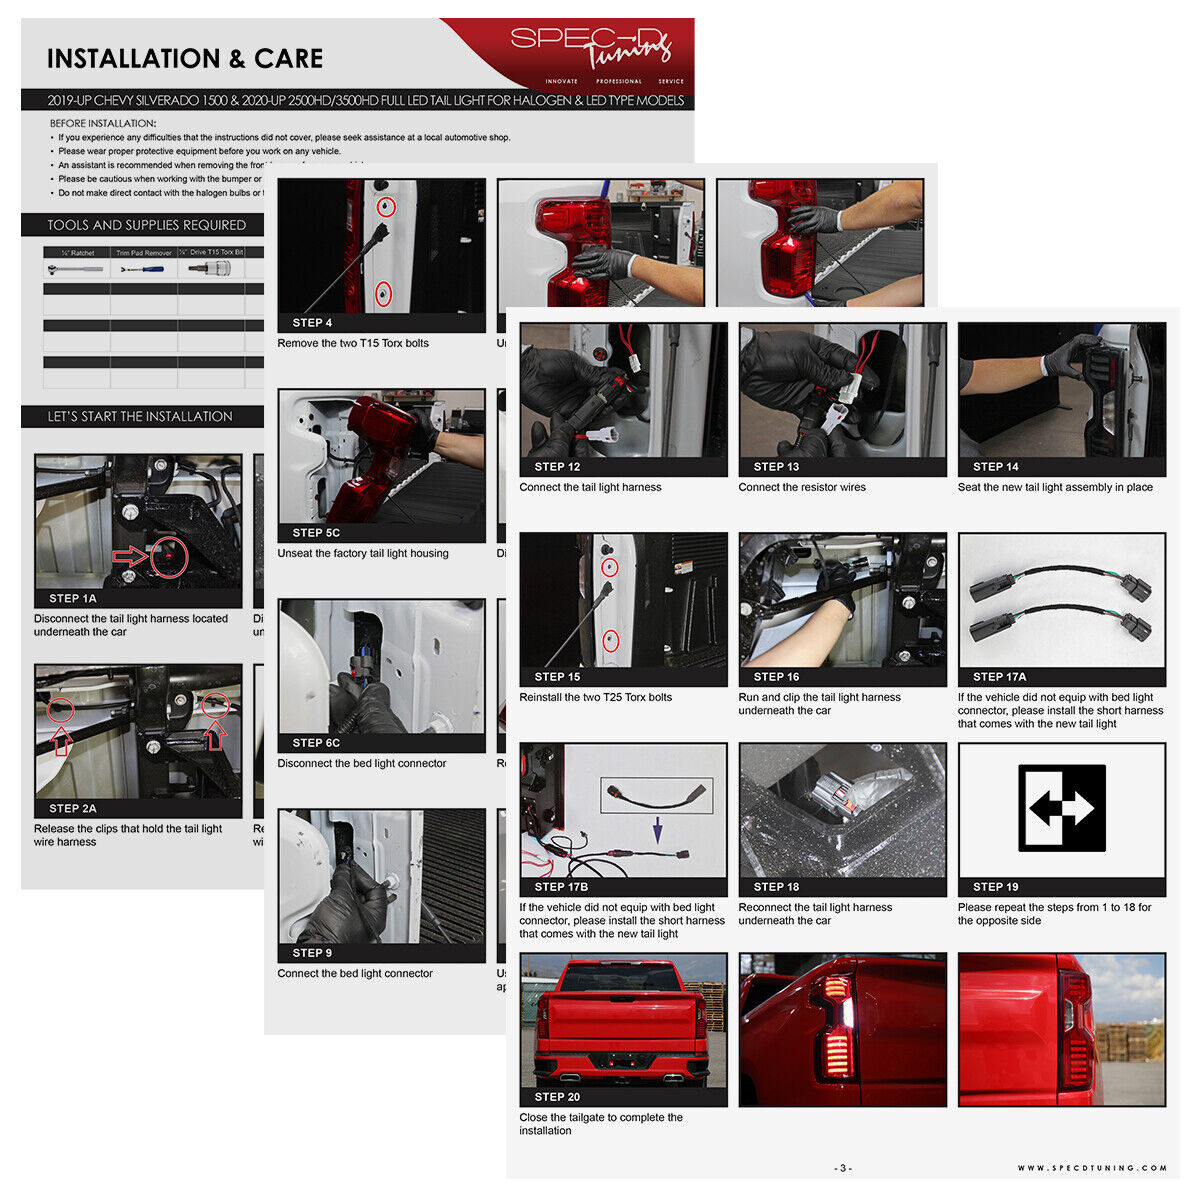 INSTALLATION & CARE
SPEC-D
Tuning
INNOVATE PROFESSIONAL SERVICE
2019-UP CHEVY SILVERADO 1500 & 2020-UP 2500HD/3500HD FULL LED TAIL LIGHT FOR HALOGEN & LED TYPE MODELS
BEFORE INSTALLATION:
• If you experience any difficulties that the instructions did not cover, please seek assistance at a local automotive shop.
• Please wear proper protective equipment before you work on any vehicle.
• An assistant is recommended when removing the
• Please be cautious when working with the bumper or
• Do not make direct contact with the halogen bulbs or
TOOLS AND SUPPLIES REQUIRED
¼" Ratchet
Trim Pad Remover
¼" Drive T15 Torx Bit
LET'S START THE INSTALLATION
STEP 1A
Disconnect the tail light harness located
underneath the car
STEP 2A
Release the clips that hold the tail light
wire harness
STEP 4
Remove the two T15 Torx bolts
STEP 5C
Unseat the factory tail light housing
STEP 6C
Disconnect the bed light connector
STEP 9
Connect the bed light connector
STEP 12
Connect the tail light harness
STEP 13
Connect the resistor wires
STEP 14
Seat the new tail light assembly in place
STEP 15
Reinstall the two T25 Torx bolts
STEP 16
Run and clip the tail light harness
underneath the car
STEP 17A
If the vehicle did not equip with bed light
connector, please install the short harness
that comes with the new tail light
STEP 17B
If the vehicle did not equip with bed light
connector, please install the short harness
that comes with the new tail light
STEP 18
Reconnect the tail light harness
underneath the car
STEP 19
Please repeat the steps from 1 to 18 for
the opposite side
STEP 20
Close the tailgate to complete the
installation
- 3 -
WWW.SPECDTUNING.COM